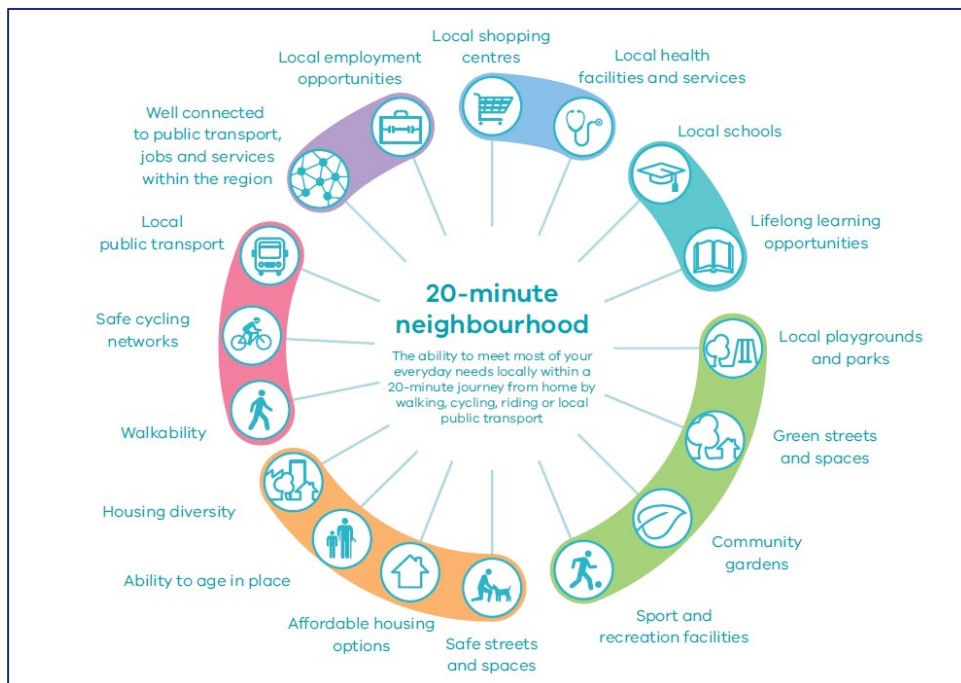 Local shopping
centres
Local health
facilities and services
Local schools
Lifelong learning
opportunities
Local playgrounds
and parks
Green streets
and spaces
Community
gardens
Sport and
recreation facilities
Safe streets
and spaces
Affordable housing
options
Ability to age in place
Housing diversity
Walkability
Safe cycling
networks
Local
public transport
Well connected
to public transport,
jobs and services
within the region
Local employment
opportunities
20-minute
neighbourhood
The ability to meet most of your
everyday needs locally within a
20-minute journey from home by
walking, cycling, riding or local
public transport